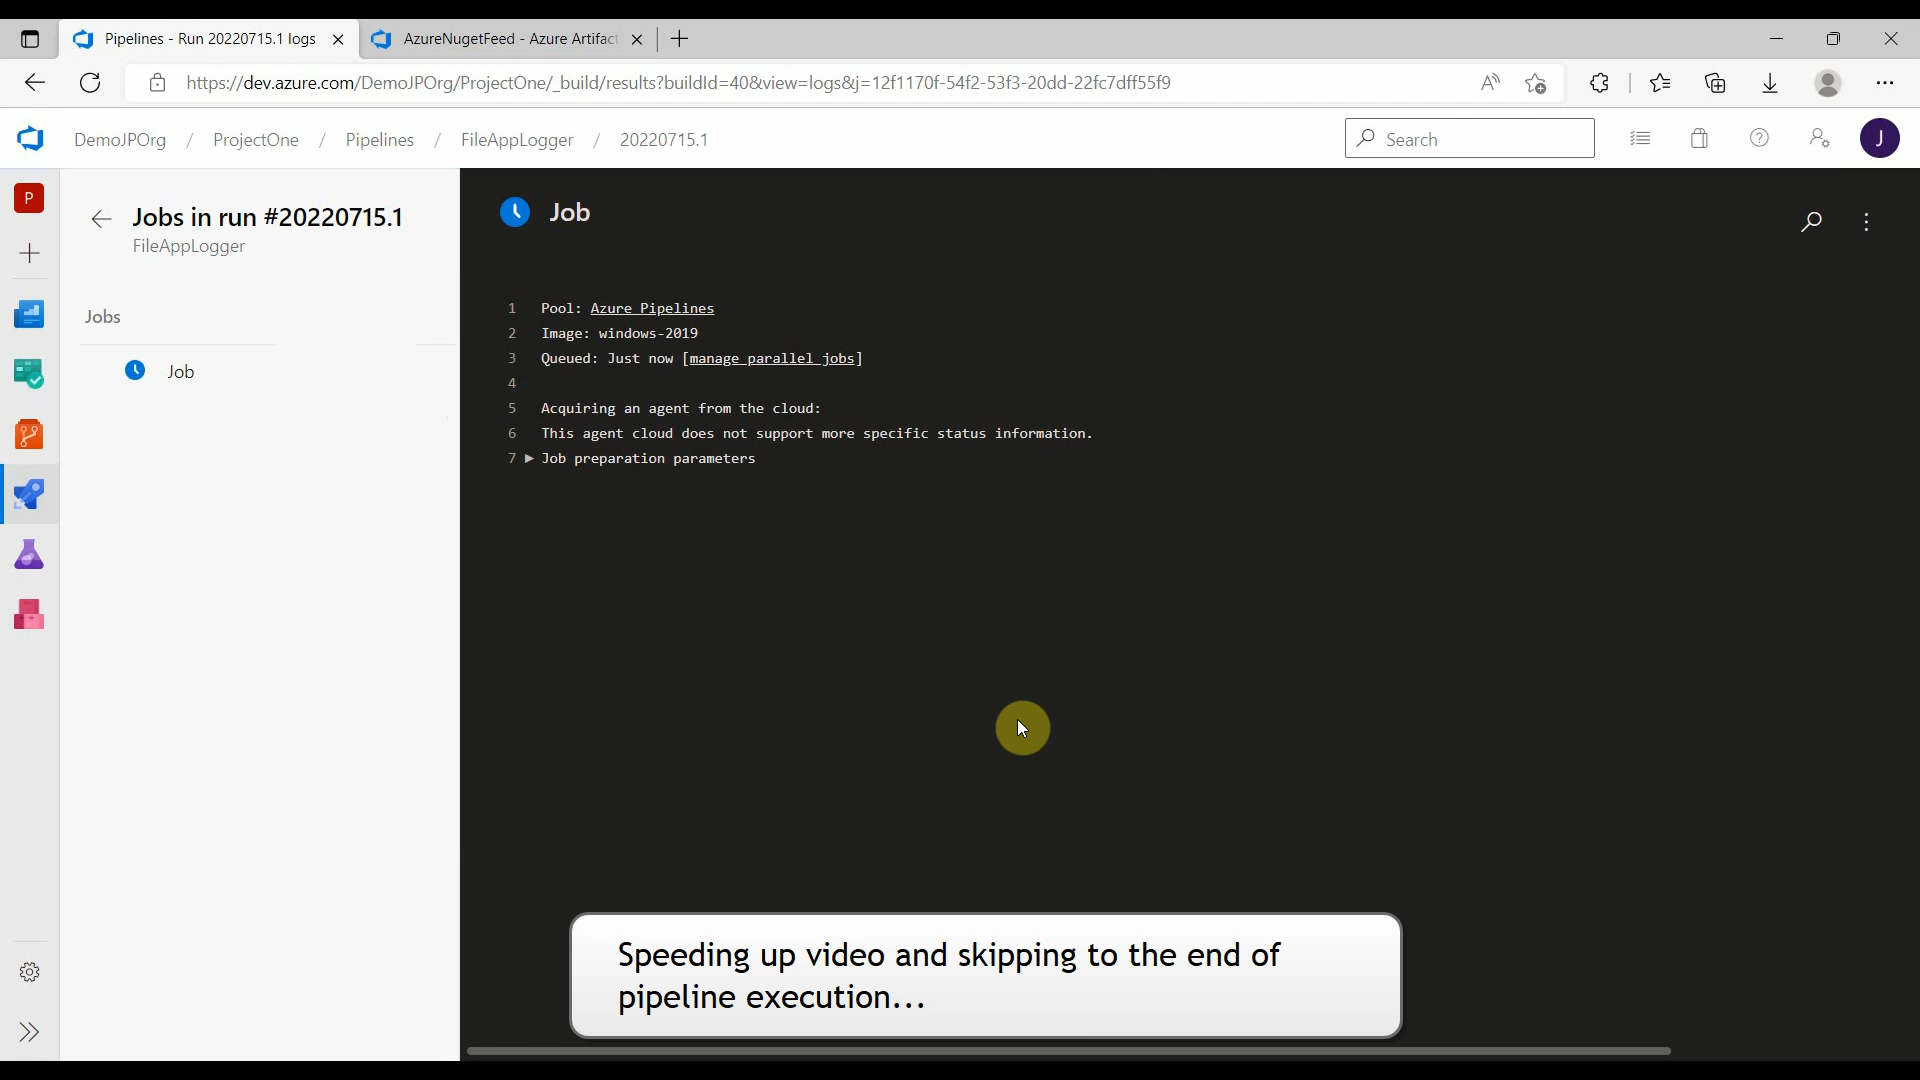 Pipelines - Run 20220715.1 logs
AzureNugetFeed - Azure Artifact
https://dev.azure.com/DemoJPOrg/ProjectOne/_build/results?buildId=40&view=logs&j=12f1170f-54f2-53f3-20dd-22fc7dff55f9
DemoJPOrg / ProjectOne / Pipelines / FileAppLogger / 20220715.1
Search
J
P
Jobs in run #20220715.1
FileAppLogger
Jobs
Job
Job
1 Pool: Azure Pipelines
2 Image: windows-2019
3 Queued: Just now [manage parallel jobs]
4
5 Acquiring an agent from the cloud:
6 This agent cloud does not support more specific status information.
7 Job preparation parameters
Speeding up video and skipping to the end of
pipeline execution...